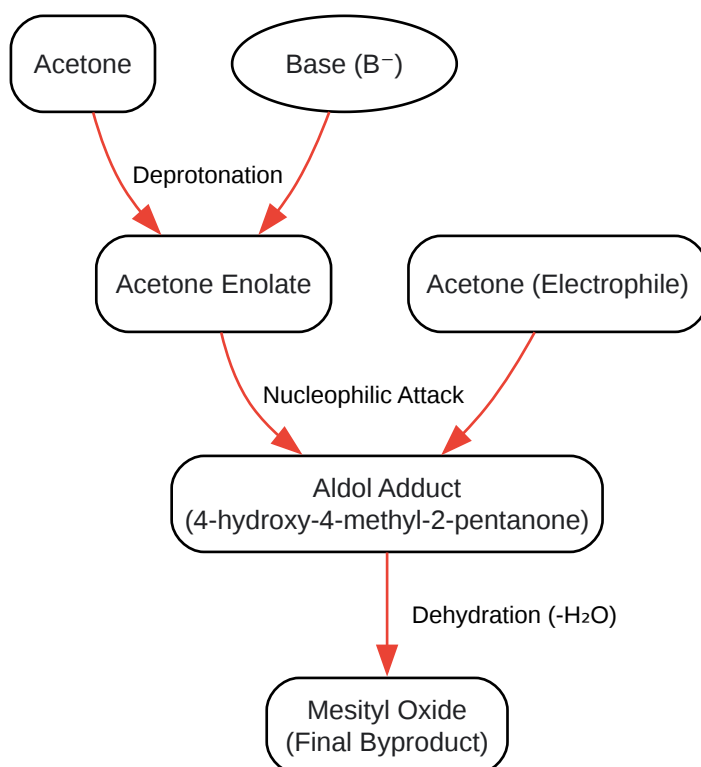 Acetone
Base (B⁻)
Deprotonation
Acetone Enolate
Acetone (Electrophile)
Nucleophilic Attack
Aldol Adduct
(4-hydroxy-4-methyl-2-pentanone)
Dehydration (-H₂O)
Mesityl Oxide
(Final Byproduct)